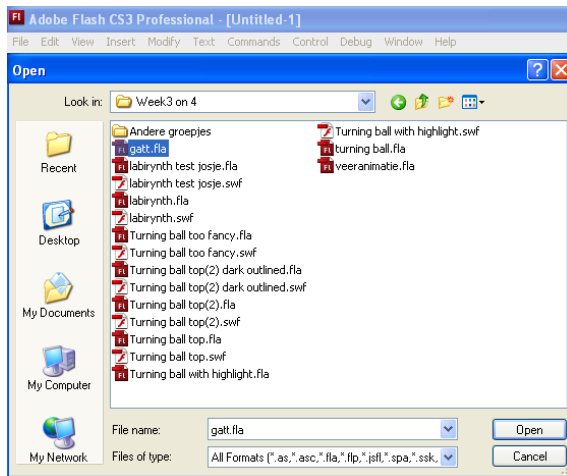 Adobe Flash CS3 Professional - [Untitled-1]
File Edit View Insert Modify Text Commands Control Debug Window Help
Open
Look in: Week3 on 4
Recent
Desktop
My Documents
My Computer
My Network
Andere groepjes
gatt.fla
labirynth test josje.fla
labirynth test josje.swf
labirynth.fla
labirynth.swf
Turning ball too fancy.fla
Turning ball too fancy.swf
Turning ball top(2) dark outlined.fla
Turning ball top(2) dark outlined.swf
Turning ball top(2).fla
Turning ball top(2).swf
Turning ball top.fla
Turning ball top.swf
Turning ball with highlight.fla
Turning ball with highlight.swf
turning ball.fla
veeranimatie.fla
File name: gatt.fla Open
Files of type: All Formats (*.as,*.asc,*.fla,*.flp,*.jsfl,*.spa,*.ssk, Cancel